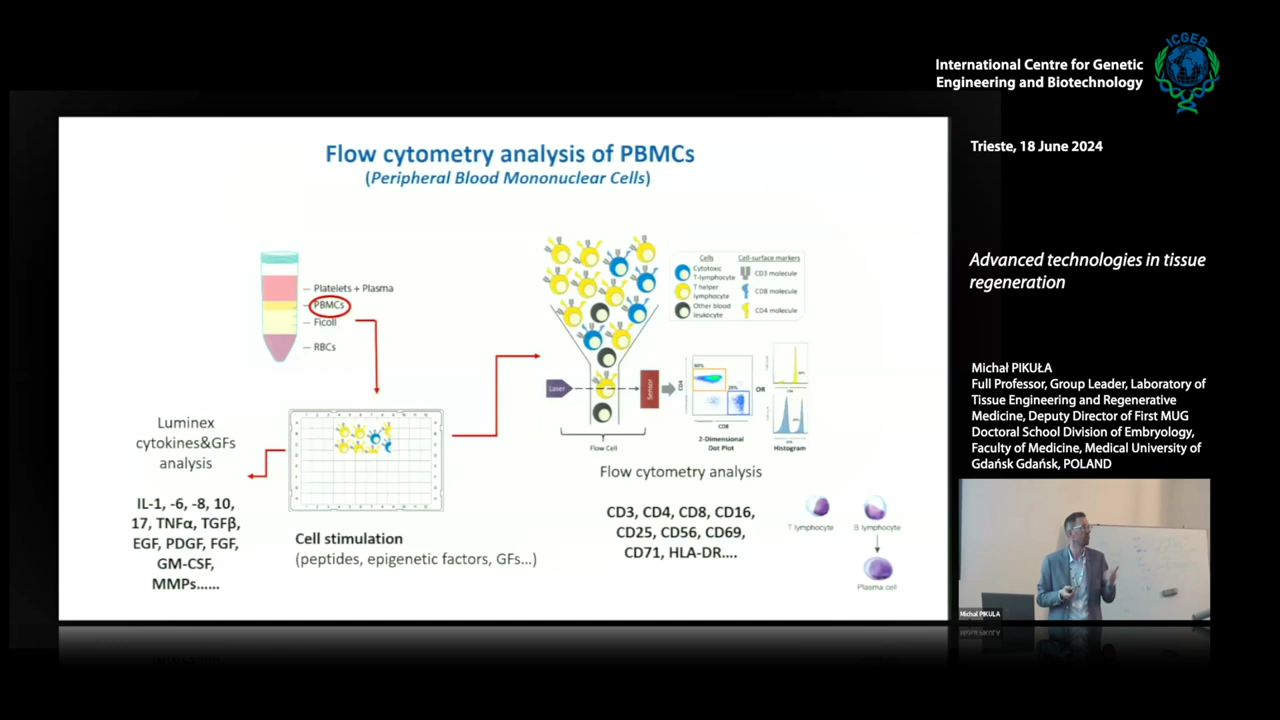 ICGEB
International Centre for Genetic
Engineering and Biotechnology
Trieste, 18 June 2024
Advanced technologies in tissue
regeneration
Michał PIKUŁA
Full Professor, Group Leader, Laboratory of
Tissue Engineering and Regenerative
Medicine, Deputy Director of First MUG
Doctoral School Division of Embryology,
Faculty of Medicine, Medical University of
Gdańsk Gdańsk, POLAND
Michał PIKUŁA
Flow cytometry analysis of PBMCs
(Peripheral Blood Mononuclear Cells)
Platelets + Plasma
PBMCs
Ficoll
RBCs
Luminex
cytokines&GFs
analysis
IL-1, -6, -8, 10,
17, TNFα, TGFβ,
EGF, PDGF, FGF,
GM-CSF,
MMPs......
Cell stimulation
(peptides, epigenetic factors, GFs...)
Cells
Cytotoxic
T-lymphocyte
T helper
lymphocyte
Other blood
leukocyte
Cell-surface markers
CD3 molecule
CD8 molecule
CD4 molecule
Laser
Sensor
Flow Cell
CD4
60%
25%
CD8
2-Dimensional
Dot Plot
OR
Histogram
Flow cytometry analysis
CD3, CD4, CD8, CD16,
CD25, CD56, CD69,
CD71, HLA-DR....
T lymphocyte
B lymphocyte
Plasma cell